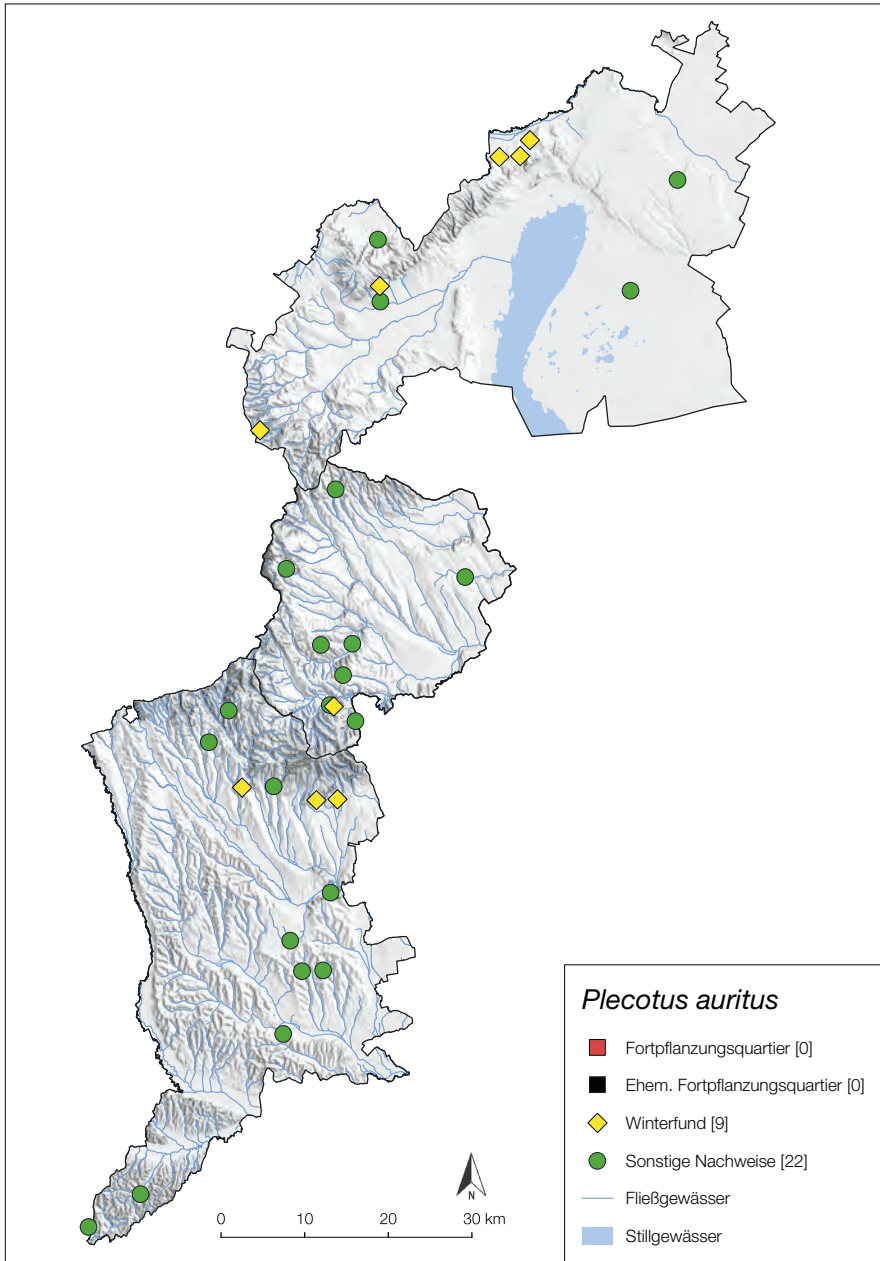 Plecotus auritus
Fortpflanzungsquartier [0]
Ehem. Fortpflanzungsquartier [0]
Winterfund [9]
Sonstige Nachweise [22]
Fließgewässer
Stillgewässer
N
0 10 20 30 km